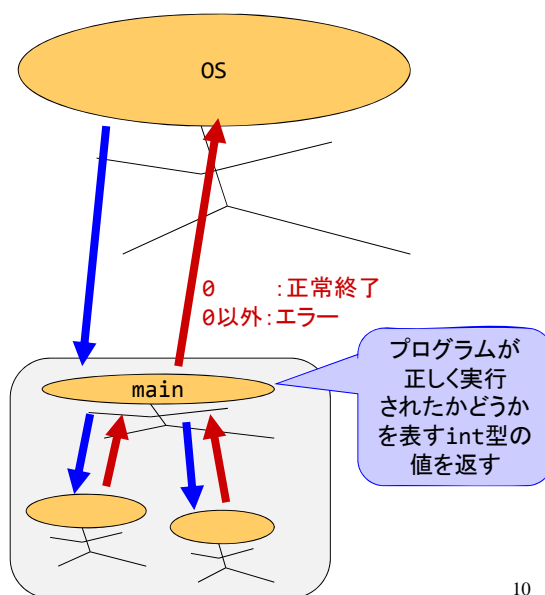 OS
0 :正常終了
0以外:エラー
main
プログラムが
正しく実行
されたかどうか
を表すint型の
値を返す
10